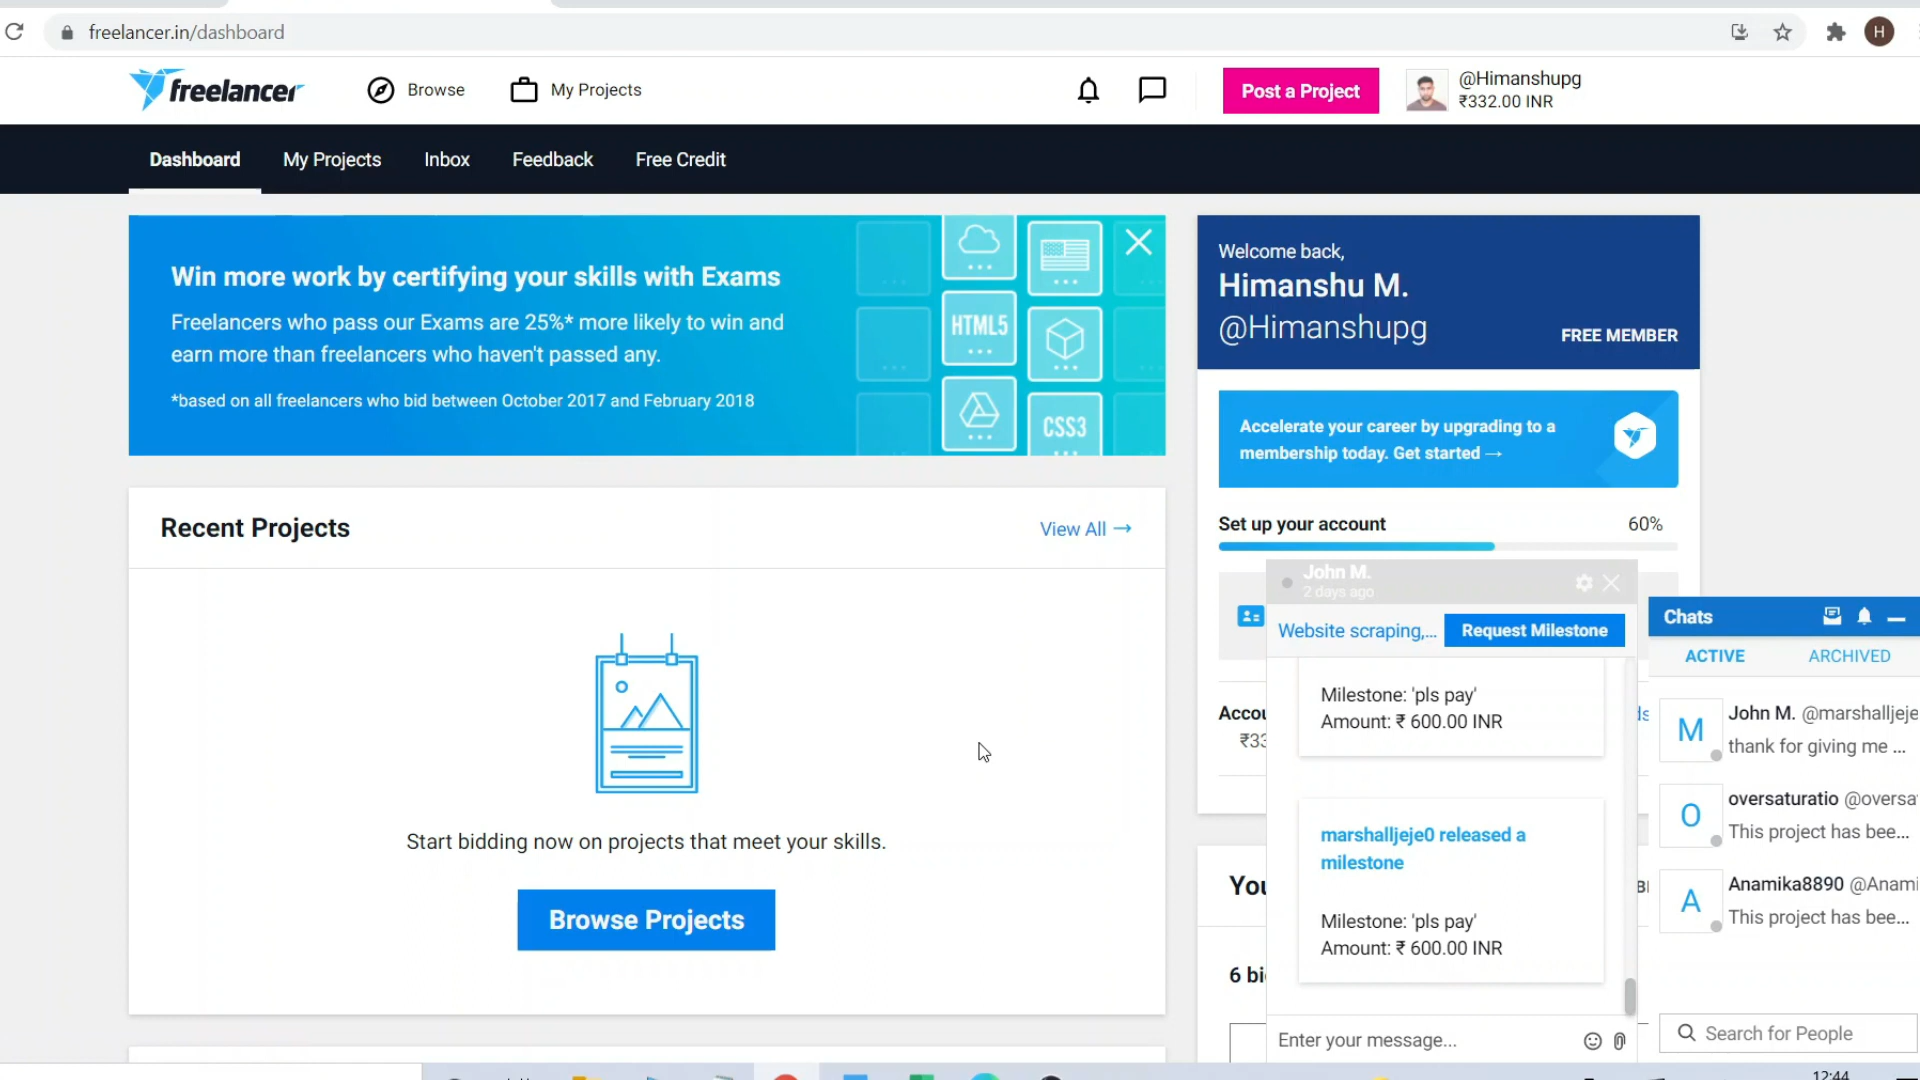 freelancer.in/dashboard
H
freelancer
Browse
My Projects
Post a Project
@Himanshupg
₹332.00 INR
Dashboard
My Projects
Inbox
Feedback
Free Credit
Win more work by certifying your skills with Exams
Freelancers who pass our Exams are 25%* more likely to win and
earn more than freelancers who haven't passed any.
*based on all freelancers who bid between October 2017 and February 2018
HTML5
CSS3
Welcome back,
Himanshu M.
@Himanshupg
FREE MEMBER
Accelerate your career by upgrading to a
membership today. Get started →
Set up your account
60%
Recent Projects
View All →
Start bidding now on projects that meet your skills.
Browse Projects
Accou
₹33
ds
You
BI
6 bi
John M.
2 days ago
Website scraping,...
Request Milestone
Milestone: 'pls pay'
Amount: ₹ 600.00 INR
marshalljeje0 released a
milestone
Milestone: 'pls pay'
Amount: ₹ 600.00 INR
Enter your message...
Chats
ACTIVE
ARCHIVED
M
John M. @marshalljeje
thank for giving me ...
O
oversaturatio @oversa
This project has bee...
A
Anamika8890 @Anami
This project has bee...
Search for People
12:44